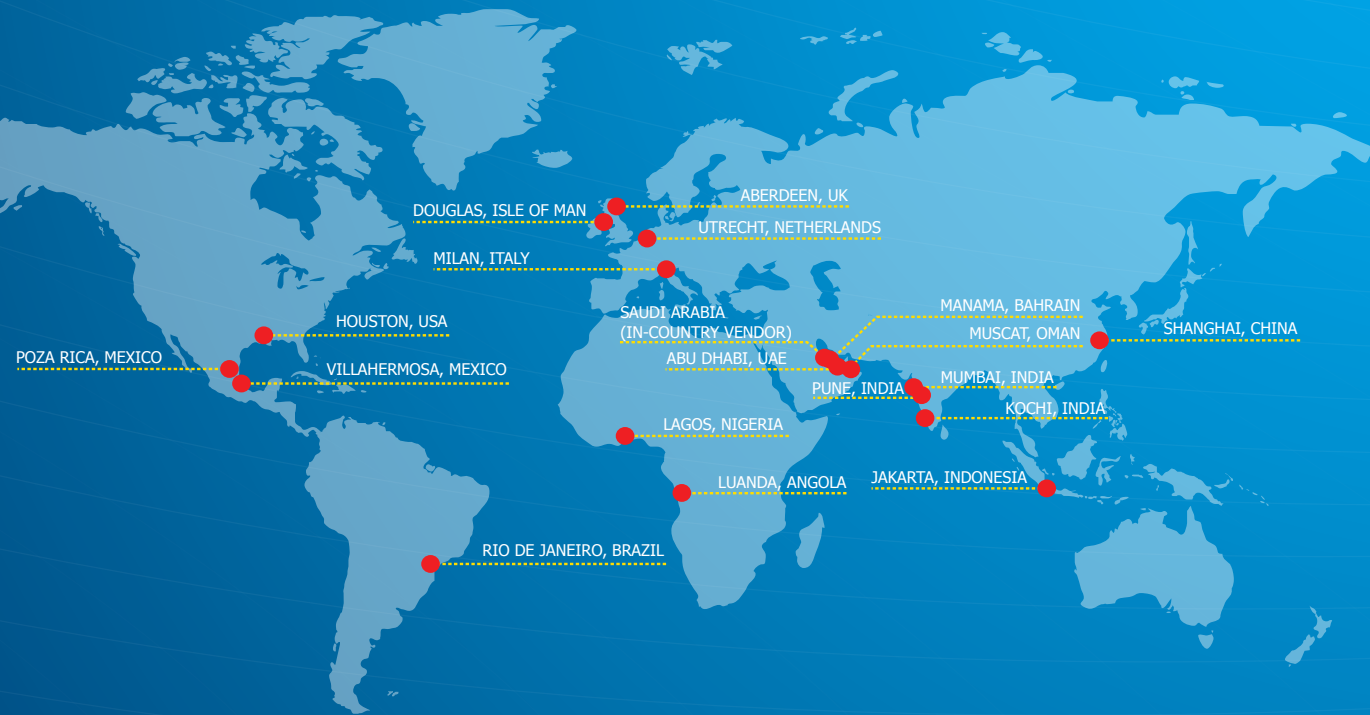 ABERDEEN, UK
DOUGLAS, ISLE OF MAN
UTRECHT, NETHERLANDS
MILAN, ITALY
MANAMA, BAHRAIN
SAUDI ARABIA
(IN-COUNTRY VENDOR)
HOUSTON, USA
MUSCAT, OMAN
SHANGHAI, CHINA
POZA RICA, MEXICO
ABU DHABI, UAE
VILLAHERMOSA, MEXICO
MUMBAI, INDIA
PUNE, INDIA
KOCHI, INDIA
LAGOS, NIGERIA
JAKARTA, INDONESIA
LUANDA, ANGOLA
RIO DE JANEIRO, BRAZIL